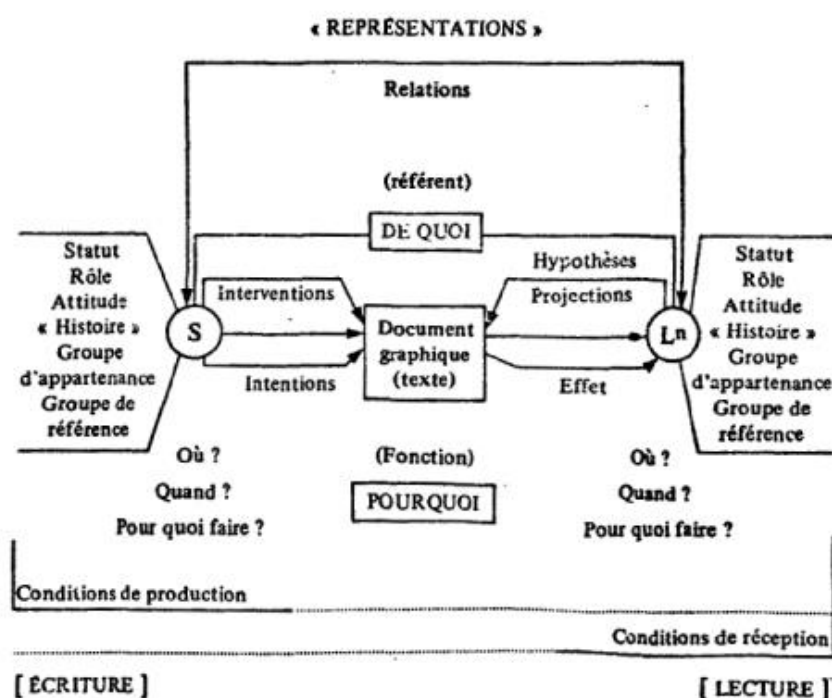 « REPRÉSENTATIONS »
Relations
(référent)
DE QUOI
Statut
Rôle
Attitude
« Histoire »
Groupe
d'appartenance
Groupe de
référence
S
Interventions
Intentions
Document
graphique
(texte)
Hypothèses
Projections
Effet
Lⁿ
Statut
Rôle
Attitude
« Histoire »
Groupe
d'appartenance
Groupe de
référence
Où ?
Quand ?
Pour quoi faire ?
(Fonction)
POURQUOI
Où ?
Quand ?
Pour quoi faire ?
Conditions de production
Conditions de réception
[ ÉCRITURE ]
[ LECTURE ]